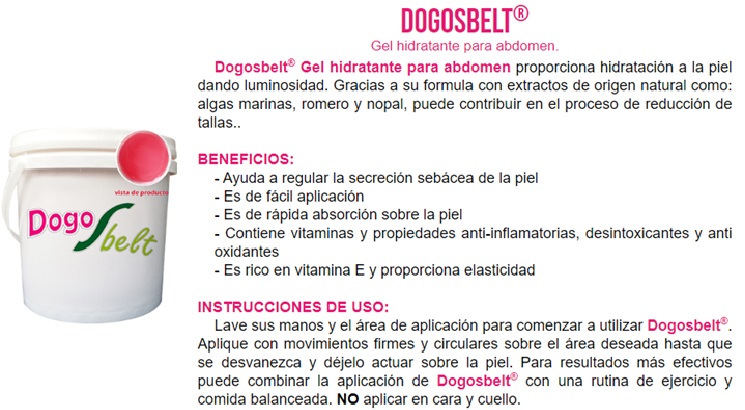 DOGOSBELT®
Gel hidratante para abdomen.
Dogosbelt® Gel hidratante para abdomen proporciona hidratación a la piel
dando luminosidad. Gracias a su formula con extractos de origen natural como:
algas marinas, romero y nopal, puede contribuir en el proceso de reducción de
tallas..
BENEFICIOS:
- Ayuda a regular la secreción sebácea de la piel
- Es de fácil aplicación
- Es de rápida absorción sobre la piel
- Contiene vitaminas y propiedades anti-inflamatorias, desintoxicantes y anti
oxidantes
- Es rico en vitamina E y proporciona elasticidad
INSTRUCCIONES DE USO:
Lave sus manos y el área de aplicación para comenzar a utilizar Dogosbelt®.
Aplique con movimientos firmes y circulares sobre el área deseada hasta que
se desvanezca y déjelo actuar sobre la piel. Para resultados más efectivos
puede combinar la aplicación de Dogosbelt® con una rutina de ejercicio y
comida balanceada. NO aplicar en cara y cuello.
vista de producto
Dogos
belt